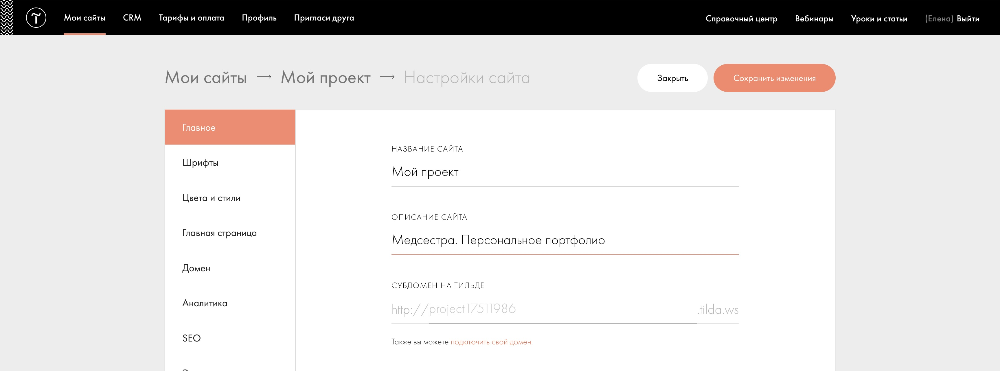 Мои сайты CRM Тарифы и оплата Профиль Пригласи друга Справочный центр Вебинары Уроки и статьи (Елена) Выйти
Мои сайты → Мой проект → Настройки сайта Закрыть Сохранить изменения
Главное
Шрифты
Цвета и стили
Главная страница
Домен
Аналитика
SEO
НАЗВАНИЕ САЙТА
Мой проект
ОПИСАНИЕ САЙТА
Медсестра. Персональное портфолио
СУБДОМЕН НА ТИЛЬДЕ
http://project17511986 .tilda.ws
Также вы можете подключить свой домен.